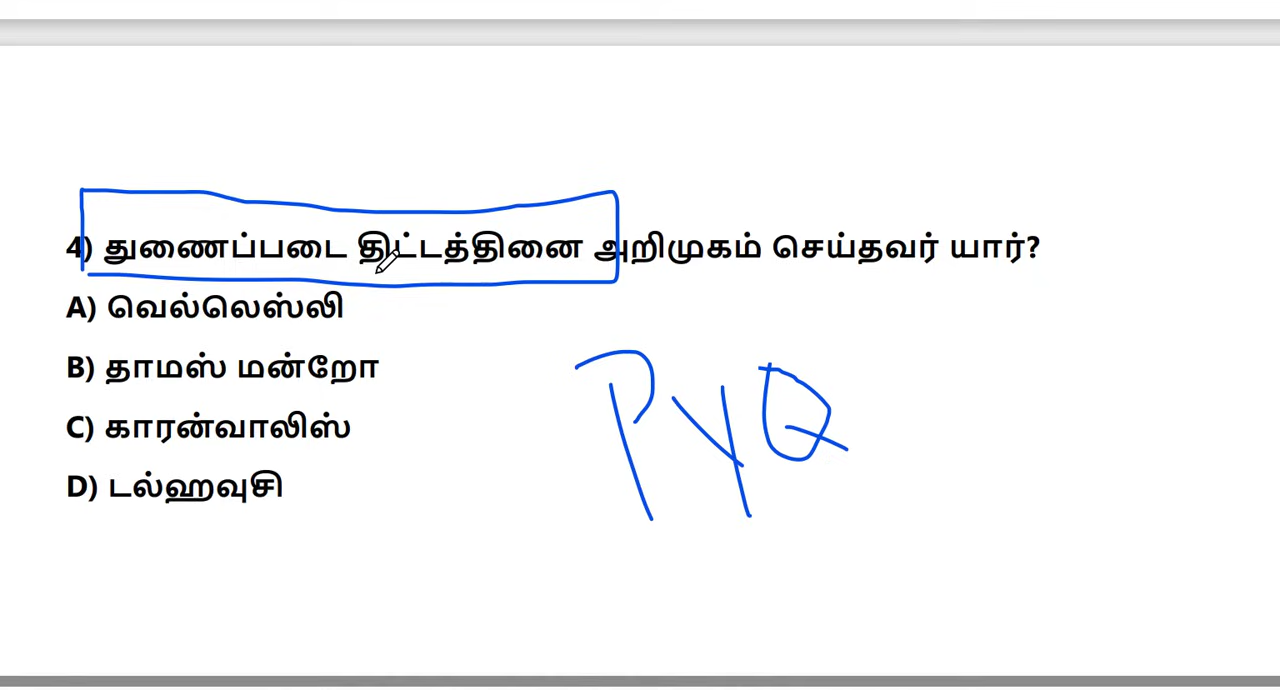 4) துணைப்படை திட்டத்தினை அறிமுகம் செய்தவர் யார்?
A) வெல்லெஸ்லி
B) தாமஸ் மன்றோ
C) காரன்வாலிஸ்
D) டல்ஹவுசி
PYQ